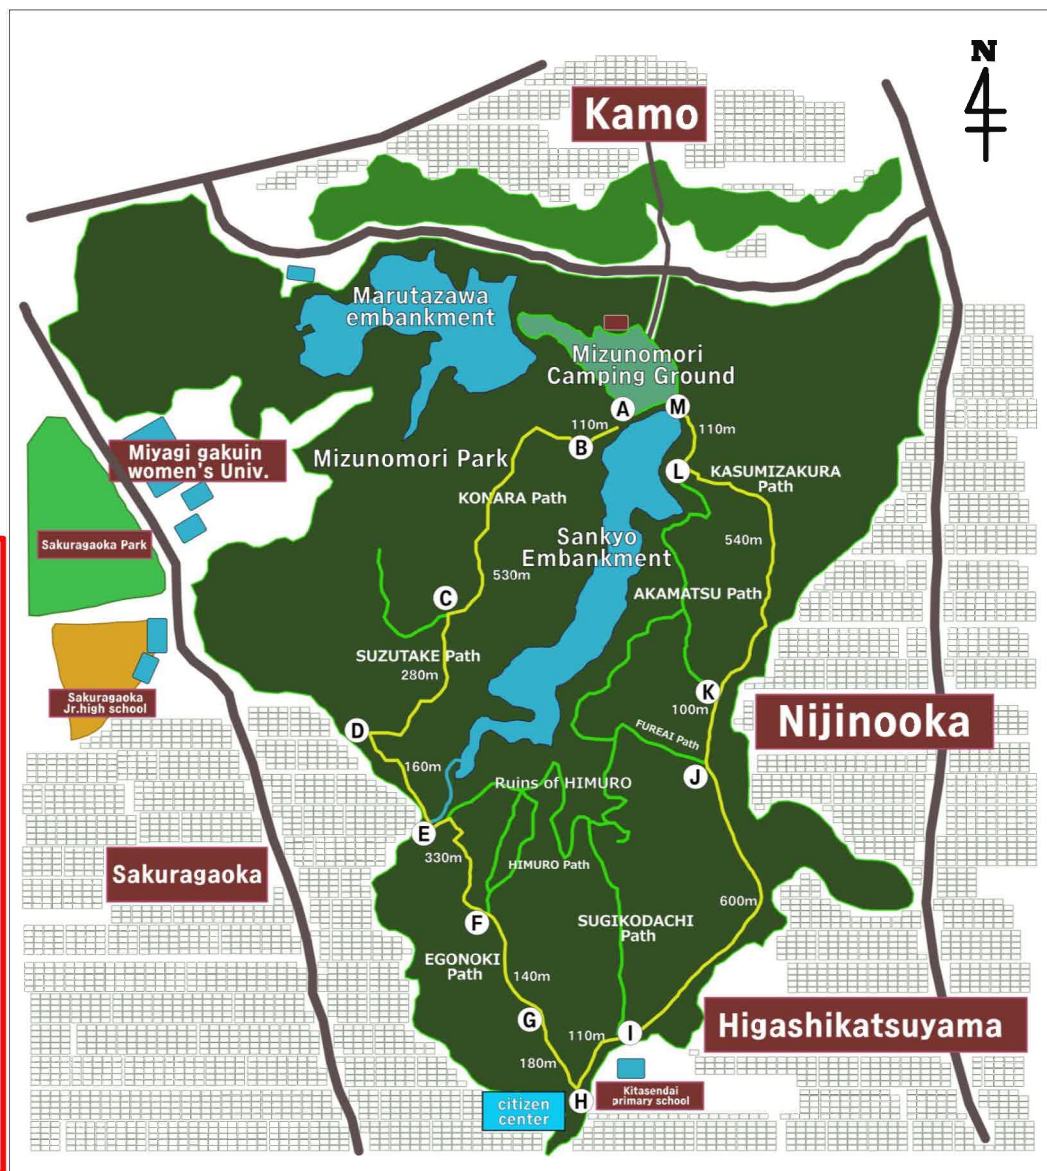 N
Kamo
Marutazawa
embankment
Mizunomori
Camping Ground
A
M
110m
B
110m
Miyagi gakuin
women's Univ.
Mizunomori Park
L
KASUMIZAKURA
Path
KONARA Path
Sakuragaoka Park
Sankyo
Embankment
540m
530m
C
AKAMATSU Path
SUZUTAKE Path
280m
Sakuragaoka
Jr.high school
K
100m
Nijinooka
D
FUREAI Path
160m
J
Ruins of HIMURO
E
330m
HIMURO Path
Sakuragaoka
600m
F
SUGIKODACHI
Path
EGONOKI
Path
140m
G
110m
I
Higashikatsuyama
180m
H
Kitasendai
primary school
citizen
center